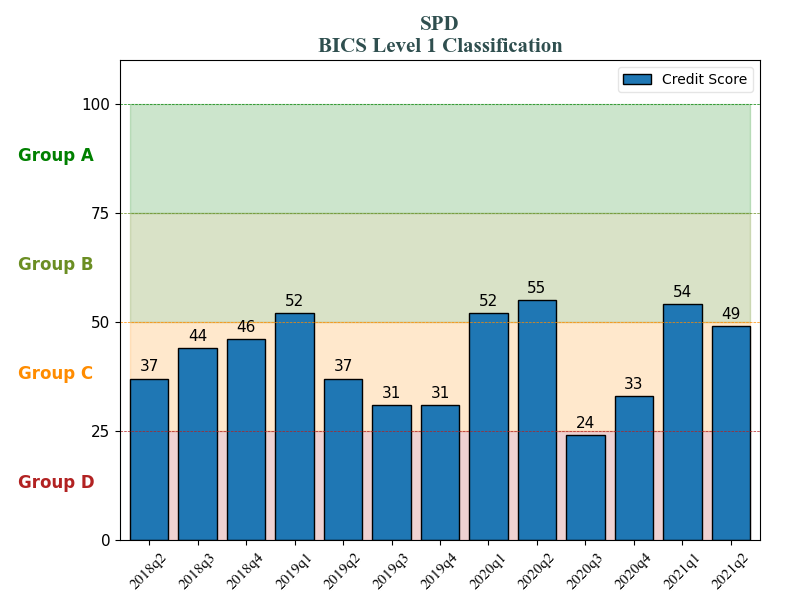 SPD
BICS Level 1 Classification
Credit Score
100
Group A
75
Group B
50
Group C
25
Group D
0
37
44
46
52
37
31
31
52
55
24
33
54
49
2018q2
2018q3
2018q4
2019q1
2019q2
2019q3
2019q4
2020q1
2020q2
2020q3
2020q4
2021q1
2021q2